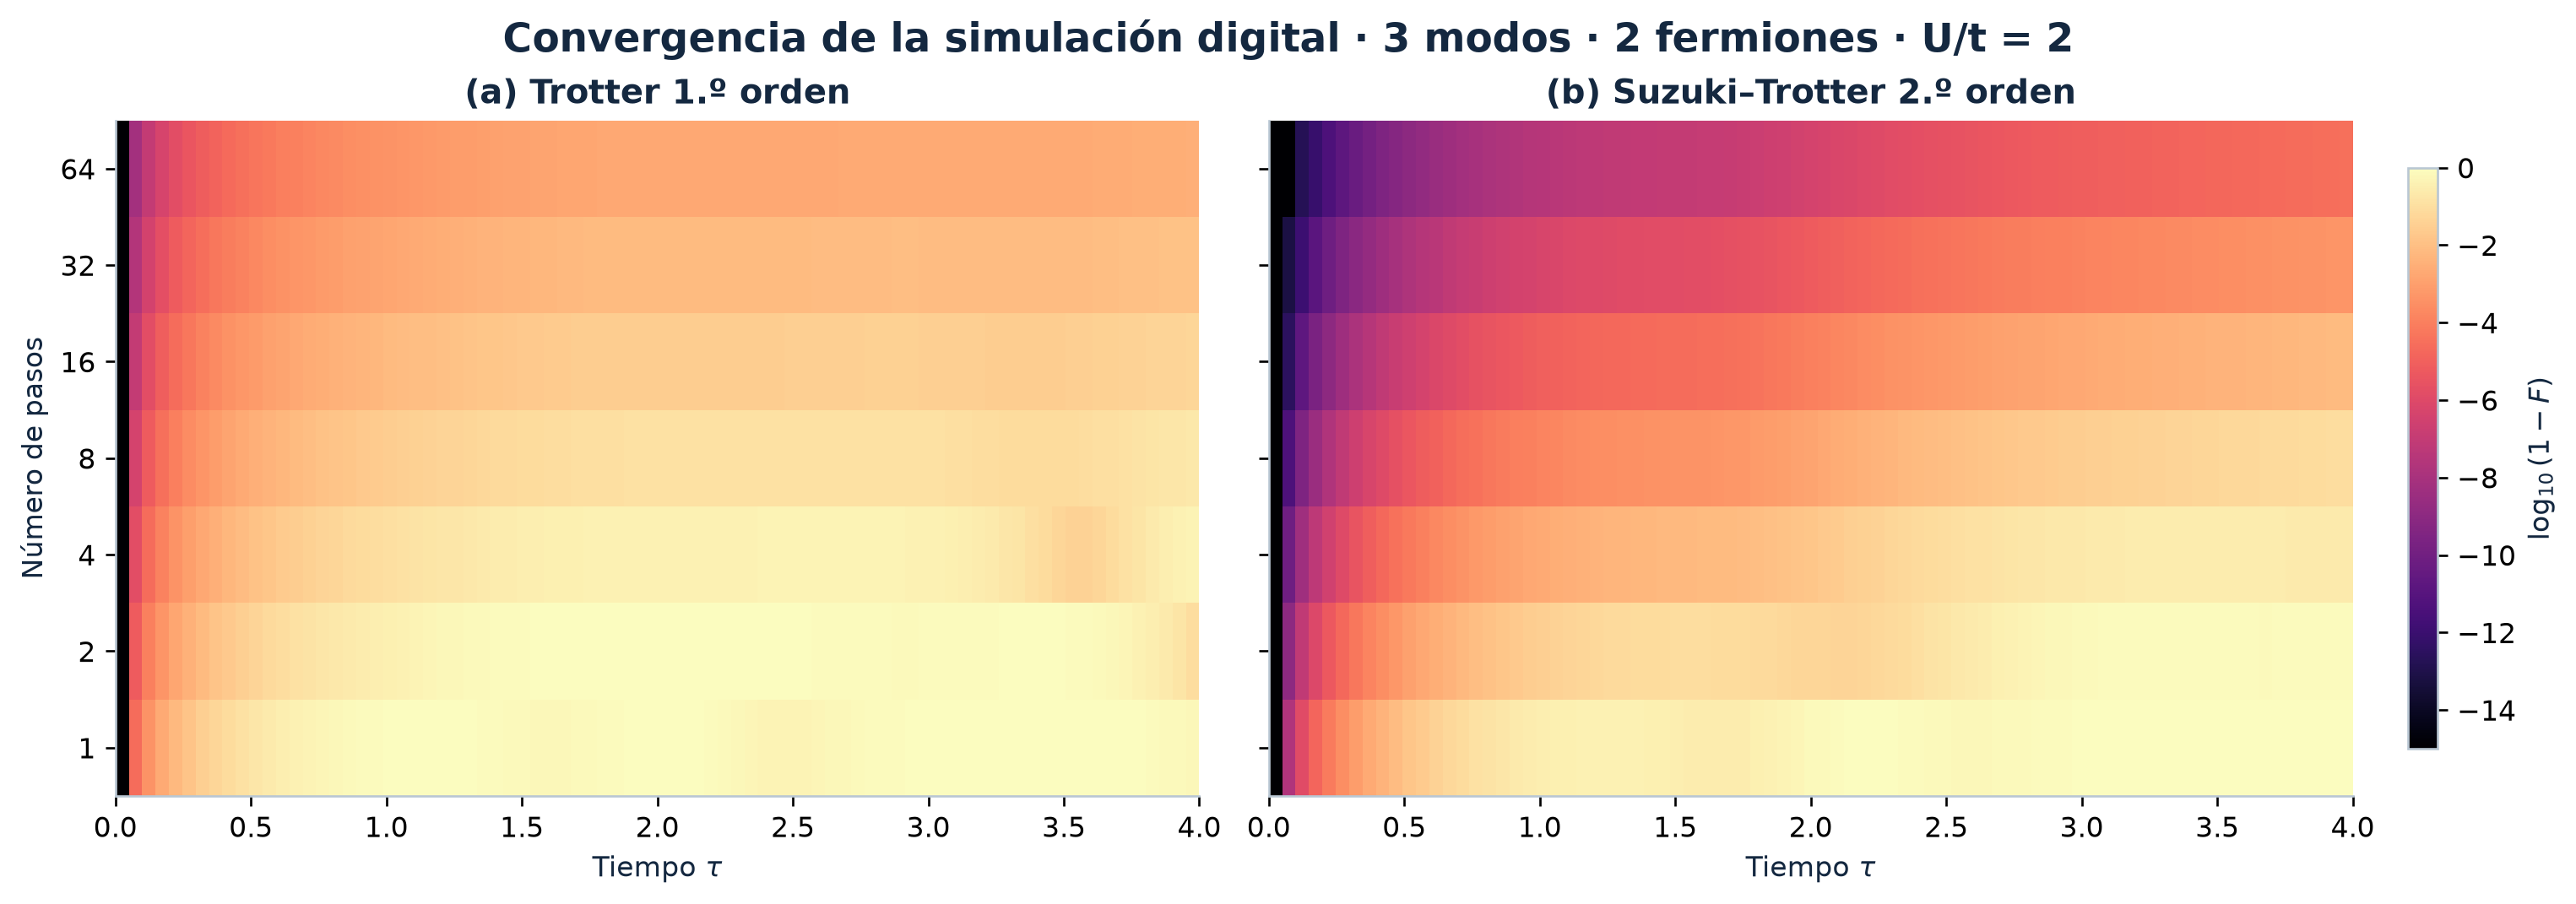 Convergencia de la simulación digital · 3 modos · 2 fermiones · U/t = 2
(a) Trotter 1.º orden
(b) Suzuki–Trotter 2.º orden
Número de pasos
64
32
16
8
4
2
1
0.0 0.5 1.0 1.5 2.0 2.5 3.0 3.5 4.0
Tiempo τ
0.0 0.5 1.0 1.5 2.0 2.5 3.0 3.5 4.0
Tiempo τ
0
−2
−4
−6
−8
−10
−12
−14
log₁₀ (1 − F)